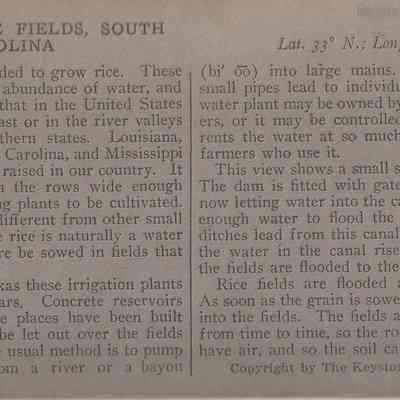 FIELDS, SOUTH
OLINA
Lat. 33° N.; Lon
ded to grow rice. These
abundance of water, and
that in the United States
ast or in the river valleys
thern states. Louisiana,
Carolina, and Mississippi
raised in our country. It
n the rows wide enough
ng plants to be cultivated.
different from other small
rice is naturally a water
re be sowed in fields that
xas these irrigation plants
ars. Concrete reservoirs
e places have been built
be let out over the fields
usual method is to pump
om a river or a bayou
(bi' o͞o) into large mains.
small pipes lead to individu
water plant may be owned by
ers, or it may be controlled
rents the water at so much
farmers who use it.
This view shows a small s
The dam is fitted with gate
now letting water into the ca
enough water to flood the
ditches lead from this canal
the water in the canal rise
the fields are flooded to the
Rice fields are flooded a
As soon as the grain is sowe
into the fields. The fields a
from time to time, so the ro
have air, and so the soil ca
Copyright by The Keyston